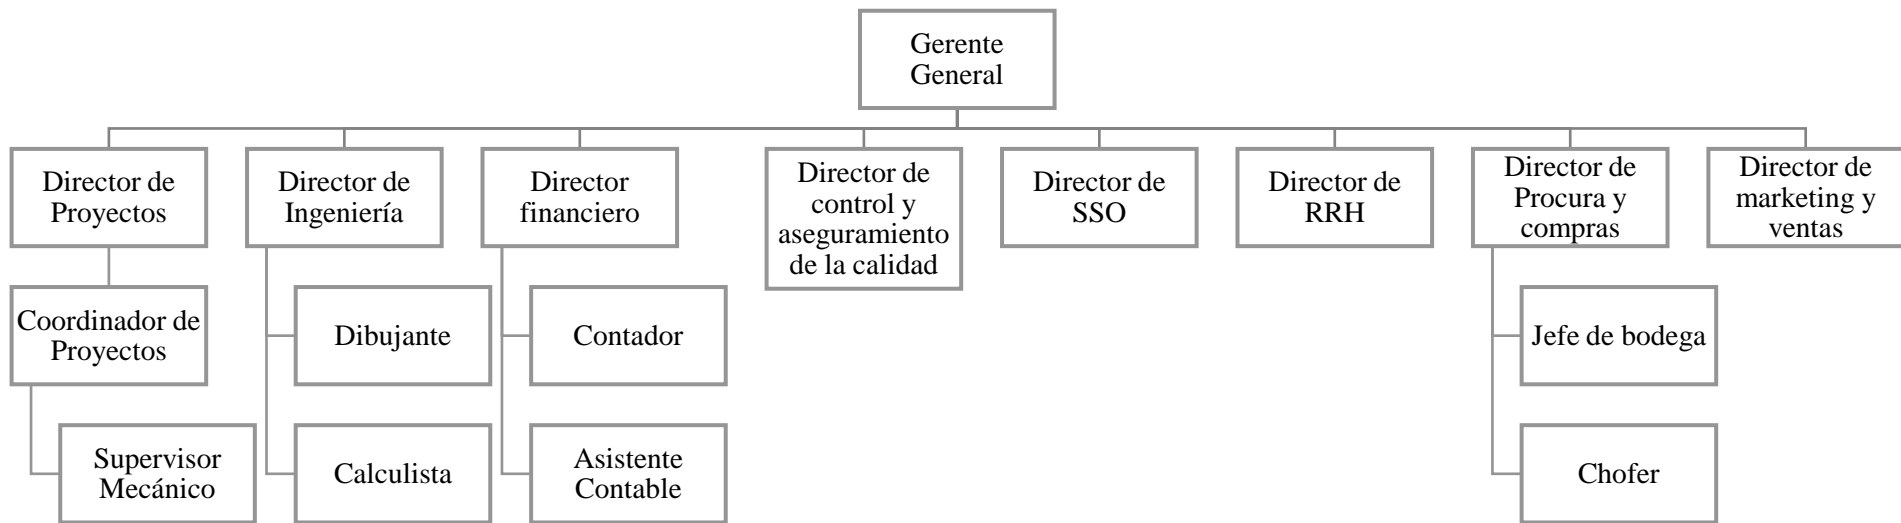 Gerente
General
Director de
Proyectos
Director de
Ingeniería
Director
financiero
Director de
control y
aseguramiento
de la calidad
Director de
SSO
Director de
RRH
Director de
Procura y
compras
Director de
marketing y
ventas
Coordinador de
Proyectos
Dibujante
Contador
Jefe de bodega
Supervisor
Mecánico
Calculista
Asistente
Contable
Chofer